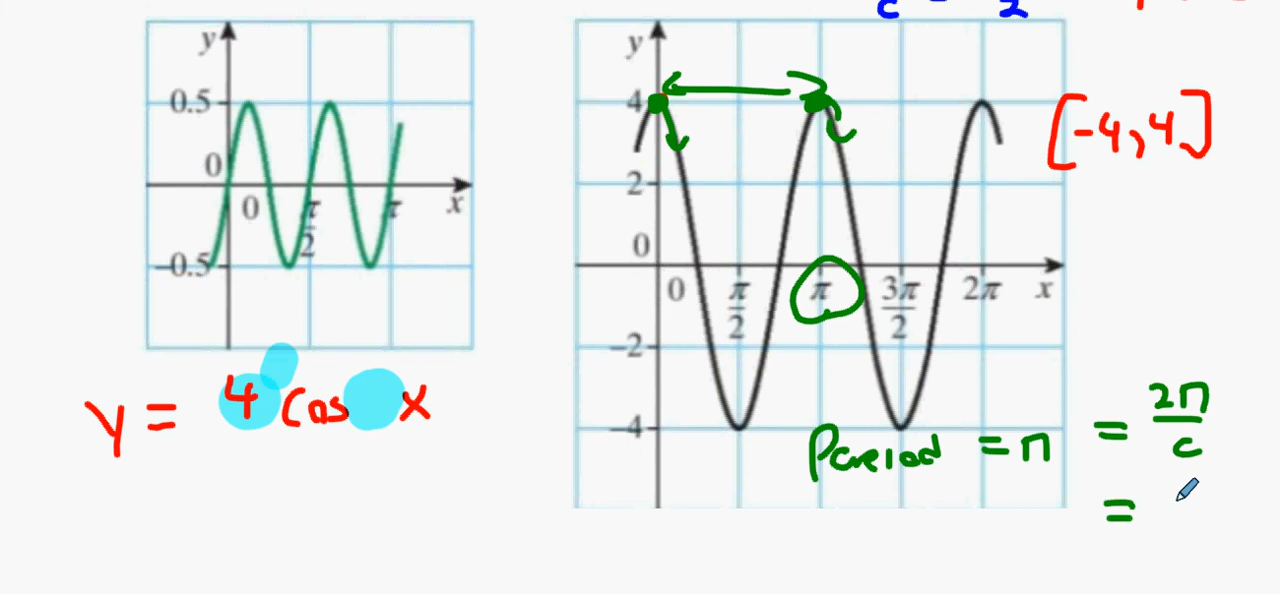 y
0.5
0
0
π/2
π
x
-0.5
y
4
2
0
0
π/2
π
3π/2
2π
x
-2
-4
[-4,4]
y = 4 cos x
Period = π = 2π/c
=